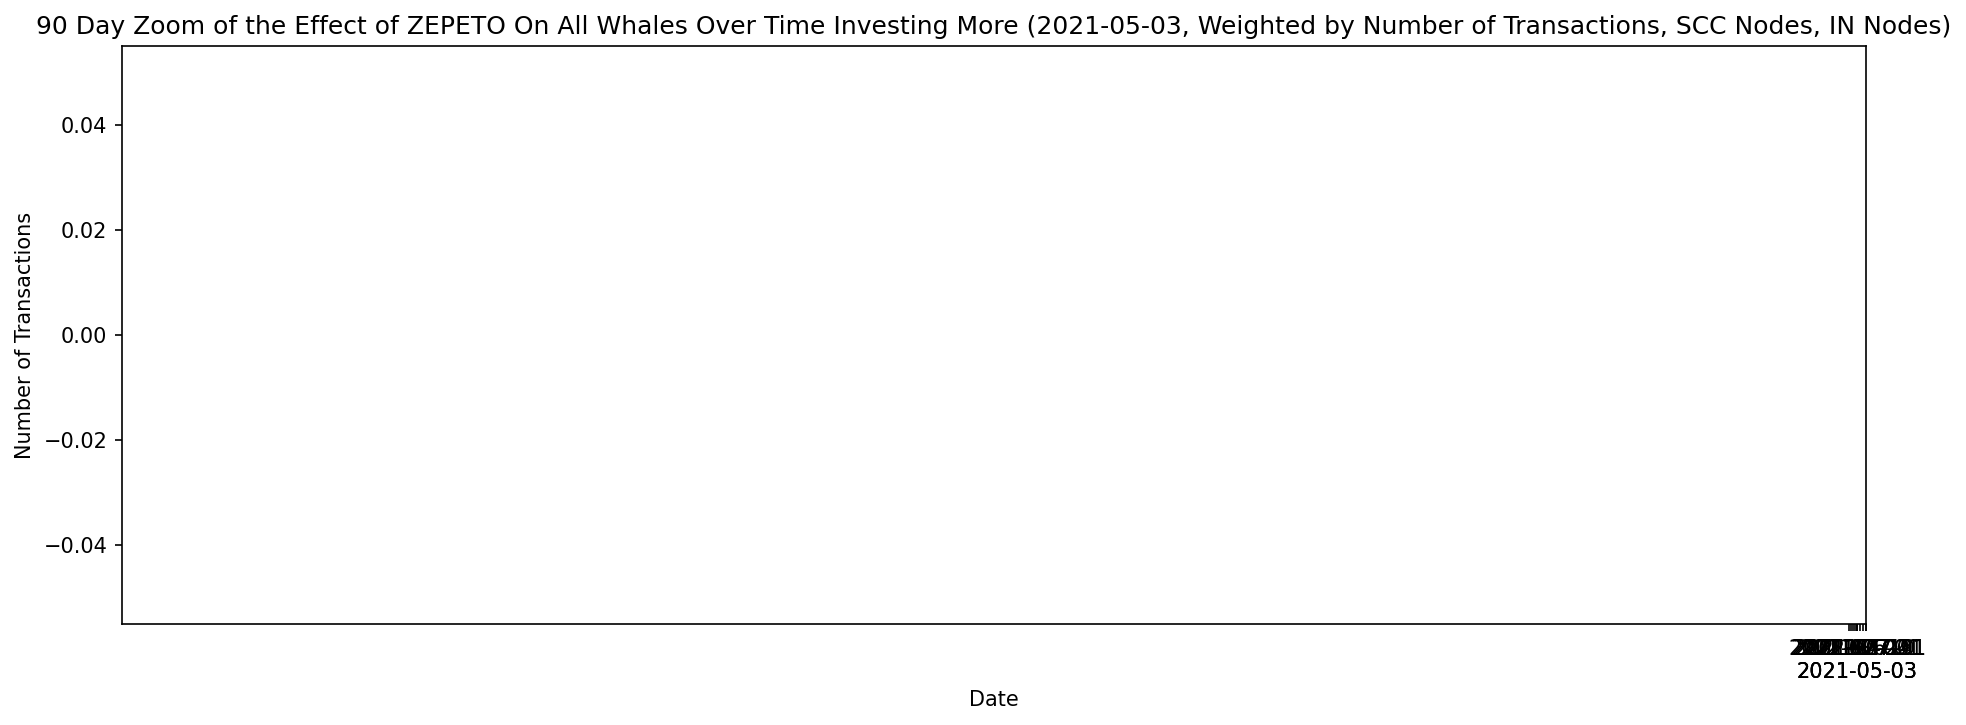 90 Day Zoom of the Effect of ZEPETO On All Whales Over Time Investing More (2021-05-03, Weighted by Number of Transactions, SCC Nodes, IN Nodes)
0.04
0.02
0.00
−0.02
−0.04
Number of Transactions
2021-05-03
Date